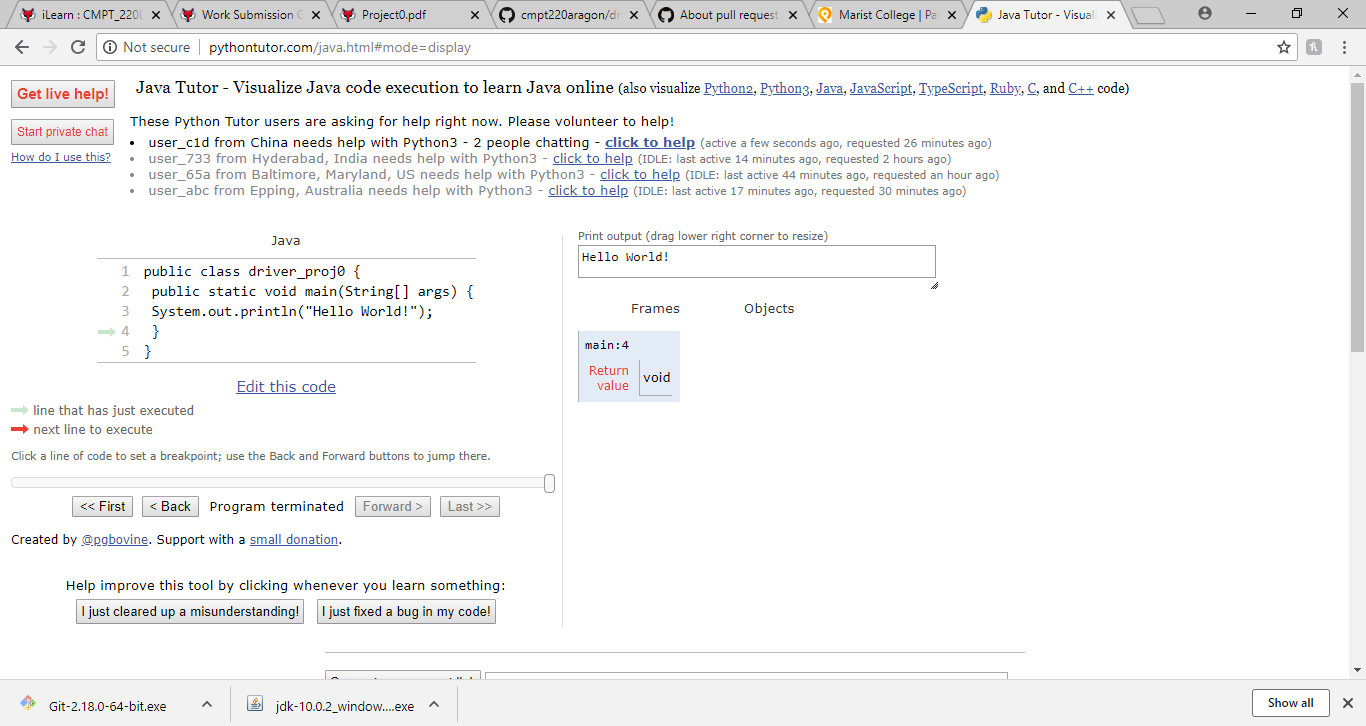 iLearn : CMPT_220L
Work Submission G
Project0.pdf
cmpt220aragon/dr
About pull request
Marist College | Pa
Java Tutor - Visuali
Not secure | pythontutor.com/java.html#mode=display
Get live help!
Start private chat
How do I use this?
Java Tutor - Visualize Java code execution to learn Java online (also visualize Python2, Python3, Java, JavaScript, TypeScript, Ruby, C, and C++ code)
These Python Tutor users are asking for help right now. Please volunteer to help!
• user_c1d from China needs help with Python3 - 2 people chatting - click to help (active a few seconds ago, requested 26 minutes ago)
• user_733 from Hyderabad, India needs help with Python3 - click to help (IDLE: last active 14 minutes ago, requested 2 hours ago)
• user_65a from Baltimore, Maryland, US needs help with Python3 - click to help (IDLE: last active 44 minutes ago, requested an hour ago)
• user_abc from Epping, Australia needs help with Python3 - click to help (IDLE: last active 17 minutes ago, requested 30 minutes ago)
Java
1 public class driver_proj0 {
2 public static void main(String[] args) {
3 System.out.println("Hello World!");
4 }
5 }
Edit this code
line that has just executed
next line to execute
Click a line of code to set a breakpoint; use the Back and Forward buttons to jump there.
<< First < Back Program terminated Forward > Last >>
Created by @pgbovine. Support with a small donation.
Help improve this tool by clicking whenever you learn something:
I just cleared up a misunderstanding! I just fixed a bug in my code!
Print output (drag lower right corner to resize)
Hello World!
Frames Objects
main:4
Return
value
void
Git-2.18.0-64-bit.exe
jdk-10.0.2_window....exe
Show all